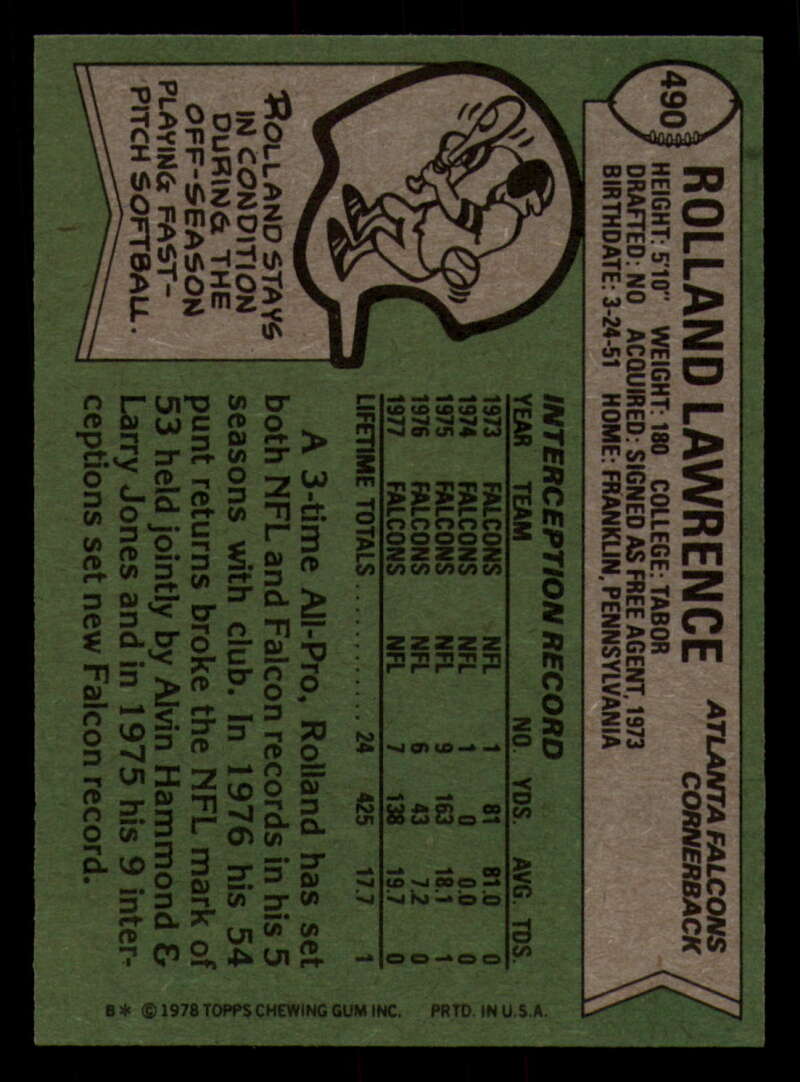 490
ROLLAND LAWRENCE
ATLANTA FALCONS
CORNERBACK
HEIGHT: 5'10" WEIGHT: 180 COLLEGE: TABOR
DRAFTED: NO ACQUIRED: SIGNED AS FREE AGENT, 1973
BIRTHDATE: 3-24-51 HOME: FRANKLIN, PENNSYLVANIA
ROLLAND STAYS
IN CONDITION
DURING THE
OFF-SEASON
PLAYING FAST-
PITCH SOFTBALL.
INTERCEPTION RECORD
YEAR TEAM NO. YDS. AVG. TDS.
1973 FALCONS NFL 1 81 81.0 0
1974 FALCONS NFL 1 0 0.0 0
1975 FALCONS NFL 9 163 18.1 1
1976 FALCONS NFL 6 43 7.2 0
1977 FALCONS NFL 7 138 19.7 0
LIFETIME TOTALS............... 24 425 17.7 1
A 3-time All-Pro, Rolland has set
both NFL and Falcon records in his 5
seasons with club. In 1976 his 54
punt returns broke the NFL mark of
53 held jointly by Alvin Hammond &
Larry Jones and in 1975 his 9 inter-
ceptions set new Falcon record.
B* © 1978 TOPPS CHEWING GUM INC. PRTD. IN U.S.A.